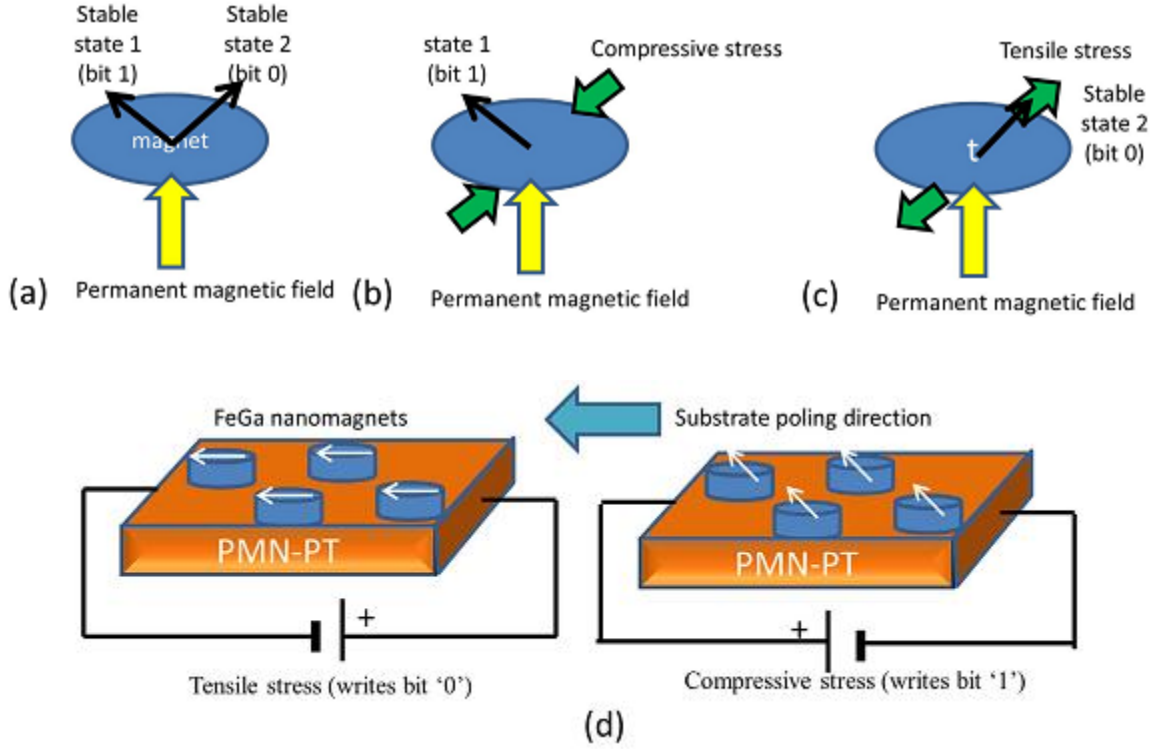 Stable
state 1
(bit 1)
Stable
state 2
(bit 0)
magnet
Permanent magnetic field
(a)
state 1
(bit 1)
Compressive stress
Permanent magnetic field
(b)
Tensile stress
Stable
state 2
(bit 0)
t
Permanent magnetic field
(c)
FeGa nanomagnets
Substrate poling direction
PMN-PT
+
Tensile stress (writes bit ‘0’)
PMN-PT
+
Compressive stress (writes bit ‘1’)
(d)